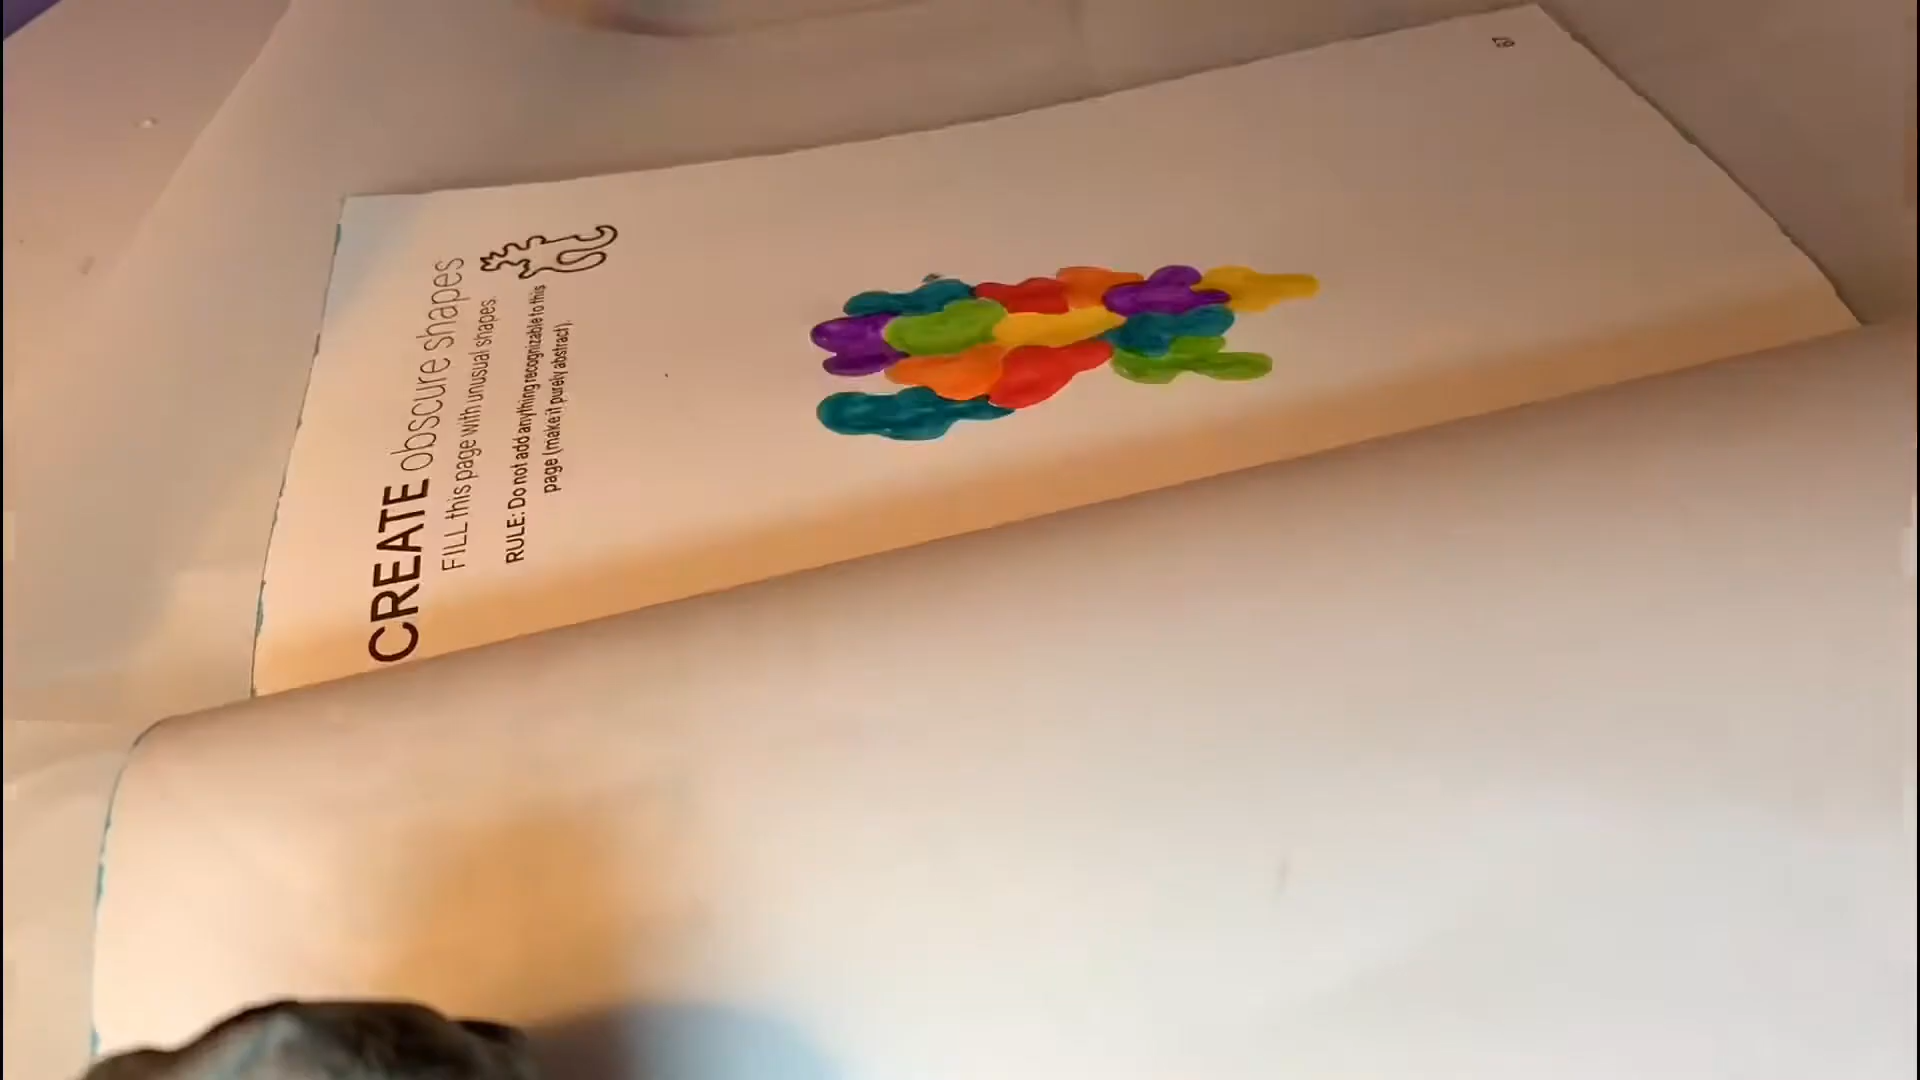 CREATE obscure shapes
FILL this page with unusual shapes.
RULE: Do not add anything recognizable to this
page (make it purely abstract).